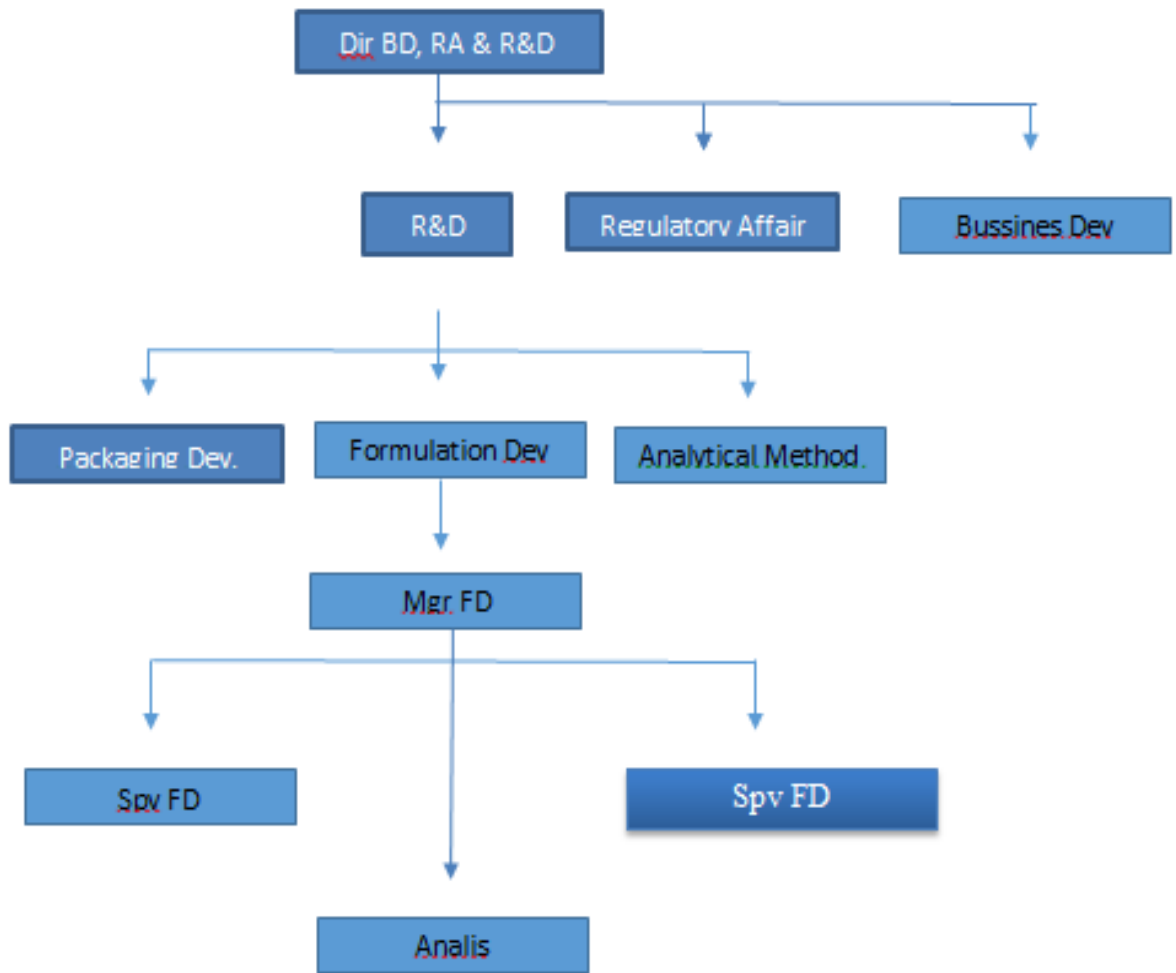 Dir BD, RA & R&D
R&D
Regulatory Affair
Bussines Dev
Packaging Dev.
Formulation Dev
Analytical Method.
Mgr FD
Spv FD
Spv FD
Analis